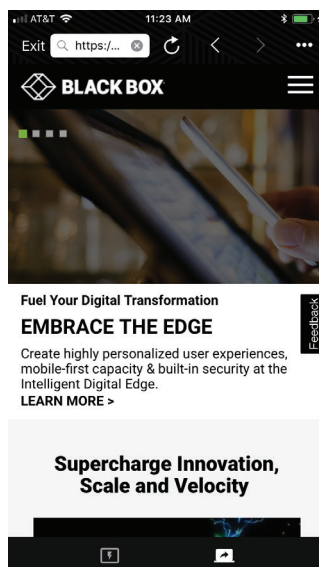 AT&T 11:23 AM
Exit https:/...
BLACK BOX
Fuel Your Digital Transformation
EMBRACE THE EDGE
Create highly personalized user experiences,
mobile-first capacity & built-in security at the
Intelligent Digital Edge.
LEARN MORE >
Feedback
Supercharge Innovation,
Scale and Velocity